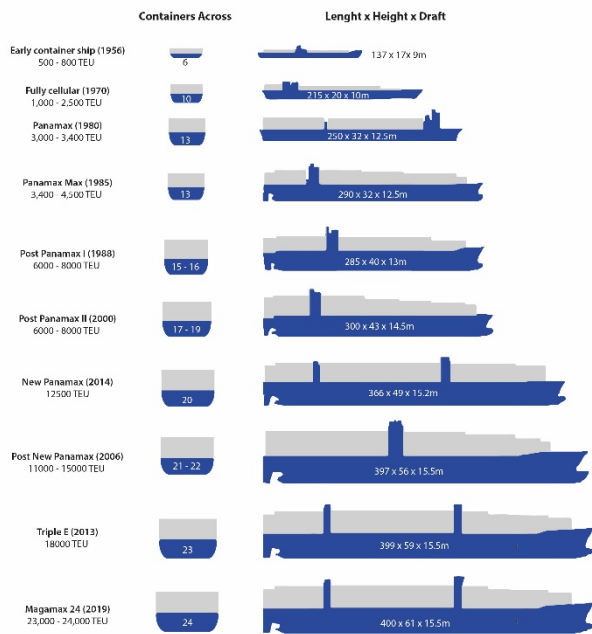 Containers Across
Lenght x Height x Draft
Early container ship (1956)
500 - 800 TEU
6
137 x 17x 9m
Fully cellular (1970)
1,000 - 2,500 TEU
10
215 x 20 x 10m
Panamax (1980)
3,000 - 3,400 TEU
13
250 x 32 x 12.5m
Panamax Max (1985)
3,400 - 4,500 TEU
13
290 x 32 x 12.5m
Post Panamax I (1988)
6000 - 8000 TEU
15 - 16
285 x 40 x 13m
Post Panamax II (2000)
6000 - 8000 TEU
17 - 19
300 x 43 x 14.5m
New Panamax (2014)
12500 TEU
20
366 x 49 x 15.2m
Post New Panamax (2006)
11000 - 15000 TEU
21 - 22
397 x 56 x 15.5m
Triple E (2013)
18000 TEU
23
399 x 59 x 15.5m
Magamax 24 (2019)
23,000 - 24,000 TEU
24
400 x 61 x 15.5m